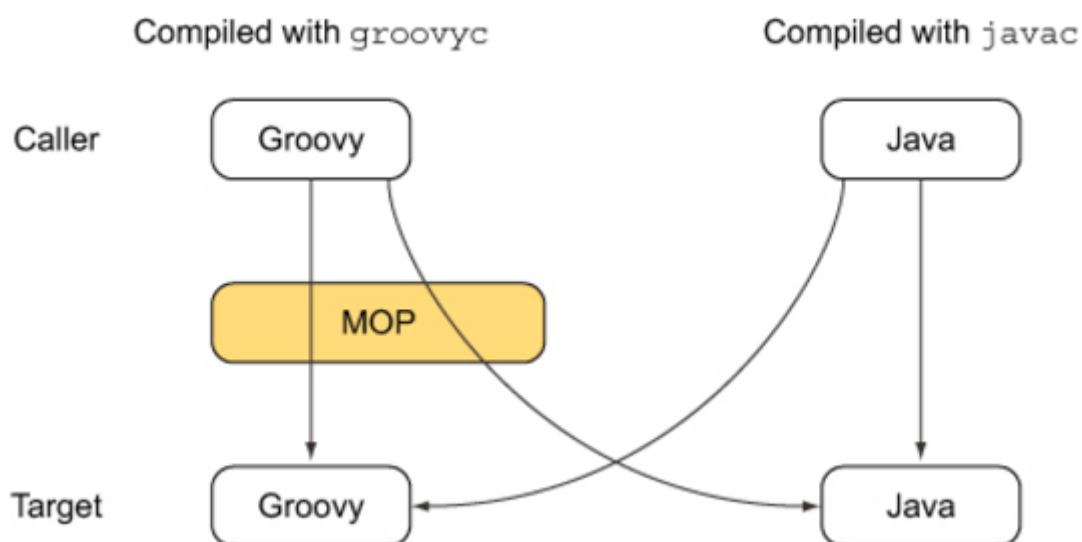 Compiled with groovyc
Compiled with javac
Caller
Groovy
Java
MOP
Target
Groovy
Java